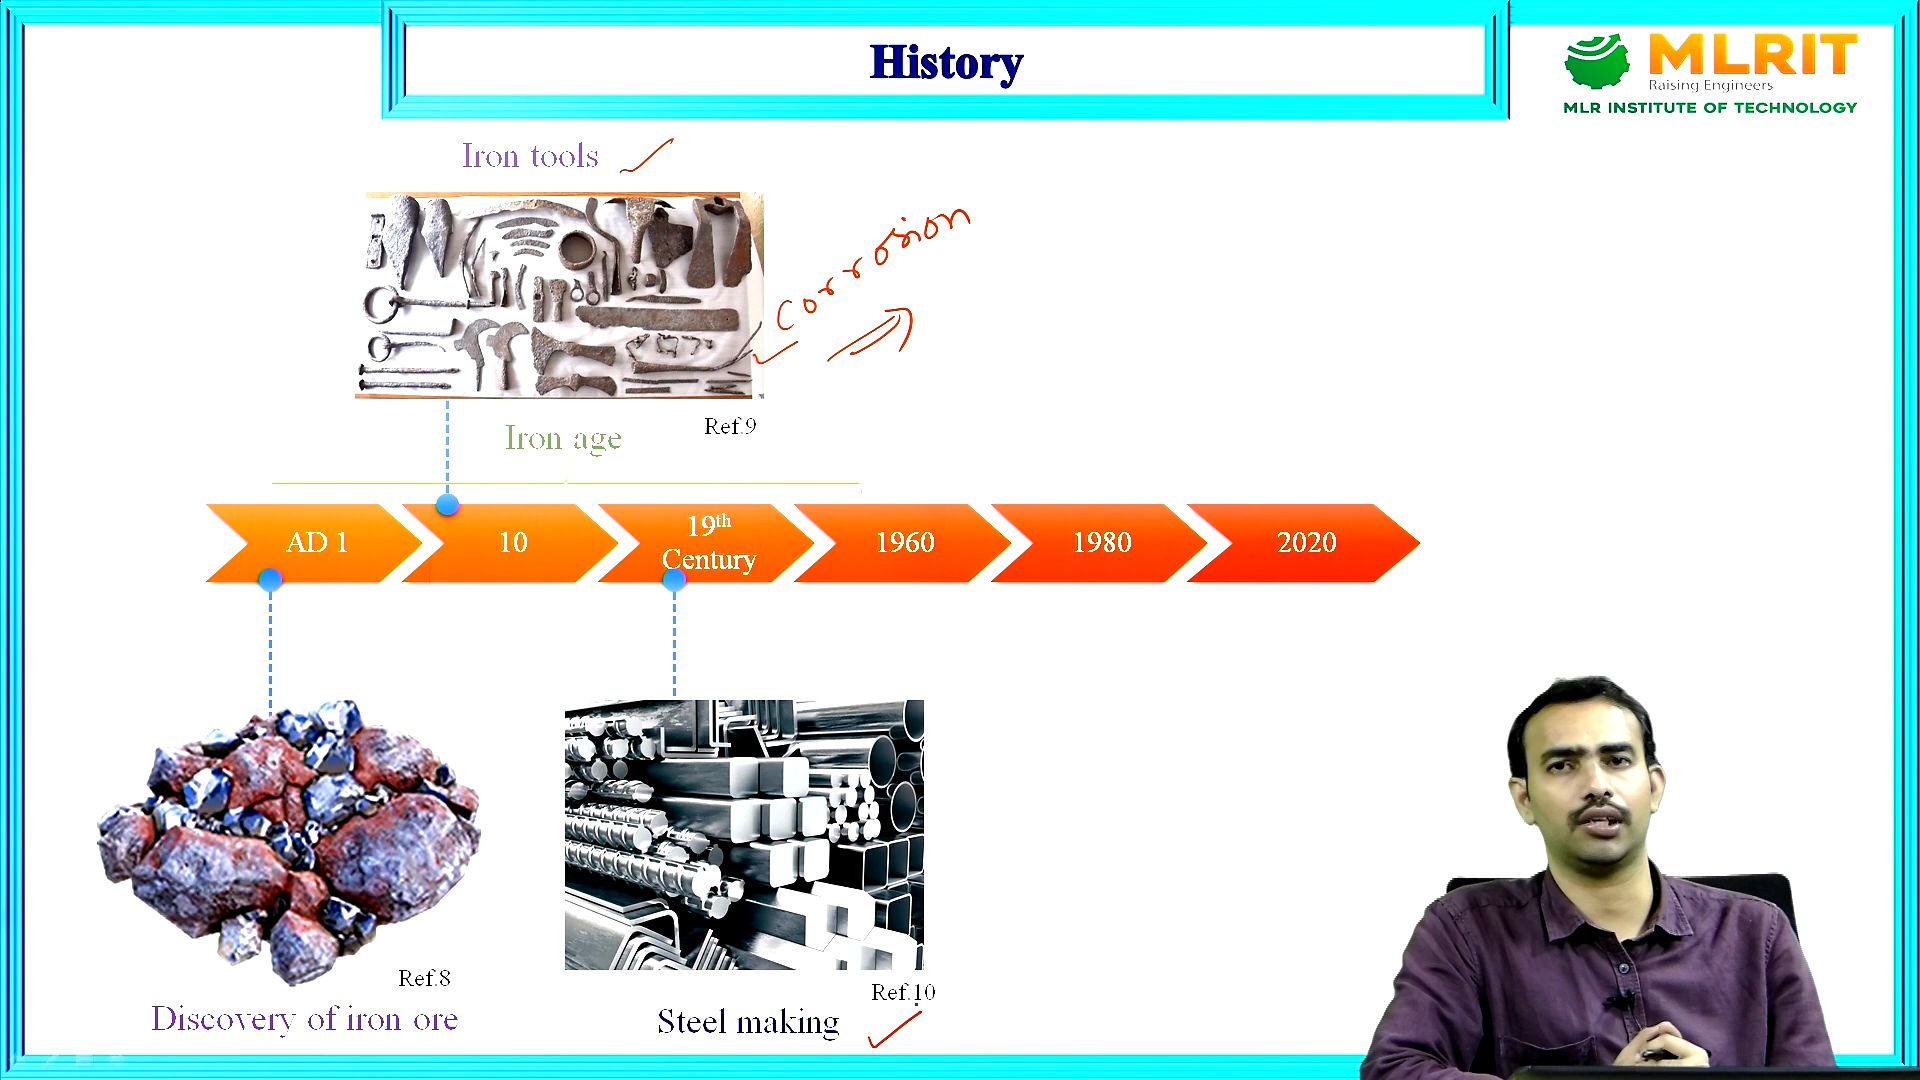 History
MLRIT
Raising Engineers
MLR INSTITUTE OF TECHNOLOGY
Iron tools
Corrosion
Ref.9
Iron age
AD 1
10
19th
Century
1960
1980
2020
Ref.8
Discovery of iron ore
Ref.10
Steel making